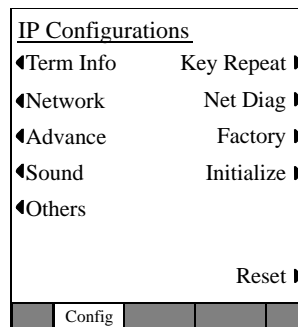 IP Configurations
Term Info Key Repeat
Network Net Diag
Advance Factory
Sound Initialize
Others
Reset
Config